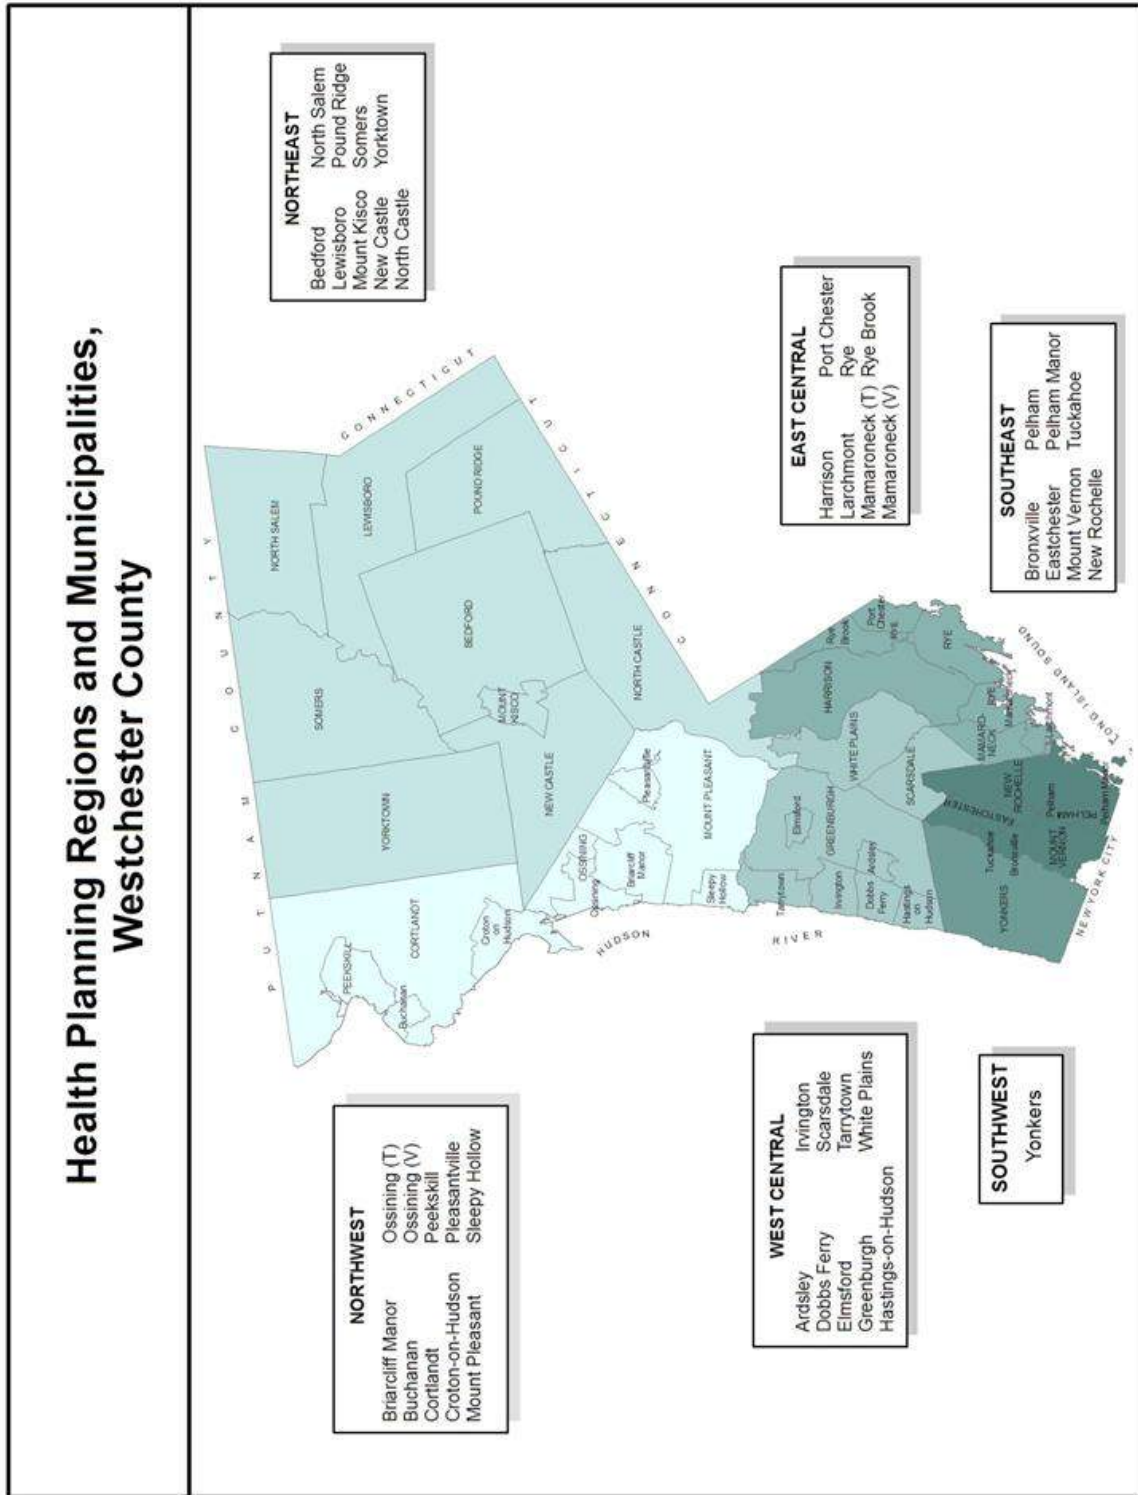 Health Planning Regions and Municipalities,
Westchester County
NORTHWEST
Briarcliff Manor Ossining (T)
Buchanan Ossining (V)
Cortlandt Peekskill
Croton-on-Hudson Pleasantville
Mount Pleasant Sleepy Hollow
NORTHEAST
Bedford North Salem
Lewisboro Pound Ridge
Mount Kisco Somers
New Castle Yorktown
North Castle
WEST CENTRAL
Ardsley Irvington
Dobbs Ferry Scarsdale
Elmsford Tarrytown
Greenburgh White Plains
Hastings-on-Hudson
EAST CENTRAL
Harrison Port Chester
Larchmont Rye
Mamaroneck (T) Rye Brook
Mamaroneck (V)
SOUTHWEST
Yonkers
SOUTHEAST
Bronxville Pelham
Eastchester Pelham Manor
Mount Vernon Tuckahoe
New Rochelle
PUTNAM COUNTY
CONNECTICUT
CONNECTICUT
HUDSON RIVER
LONG ISLAND SOUND
NEW YORK CITY
PEEKSKILL
Buchanan
CORTLANDT
Croton
on
Hudson
YORKTOWN
SOMERS
NORTH SALEM
LEWISBORO
POUND RIDGE
BEDFORD
MOUNT
KISCO
NEW CASTLE
NORTH CASTLE
OSSINING
Ossining
Briarcliff
Manor
Pleasantville
MOUNT PLEASANT
Sleepy
Hollow
Tarrytown
Elmsford
GREENBURGH
Irvington
Dobbs
Ferry
Ardsley
Hastings
on
Hudson
WHITE PLAINS
SCARSDALE
HARRISON
Rye
Brook
Port
Chester
RYE
RYE
RYE
MAMARO-
NECK
Mamaroneck
Larchmont
YONKERS
Tuckahoe
Bronxville
EASTCHESTER
NEW
ROCHELLE
MOUNT
VERNON
Pelham
PELHAM
Pelham Manor